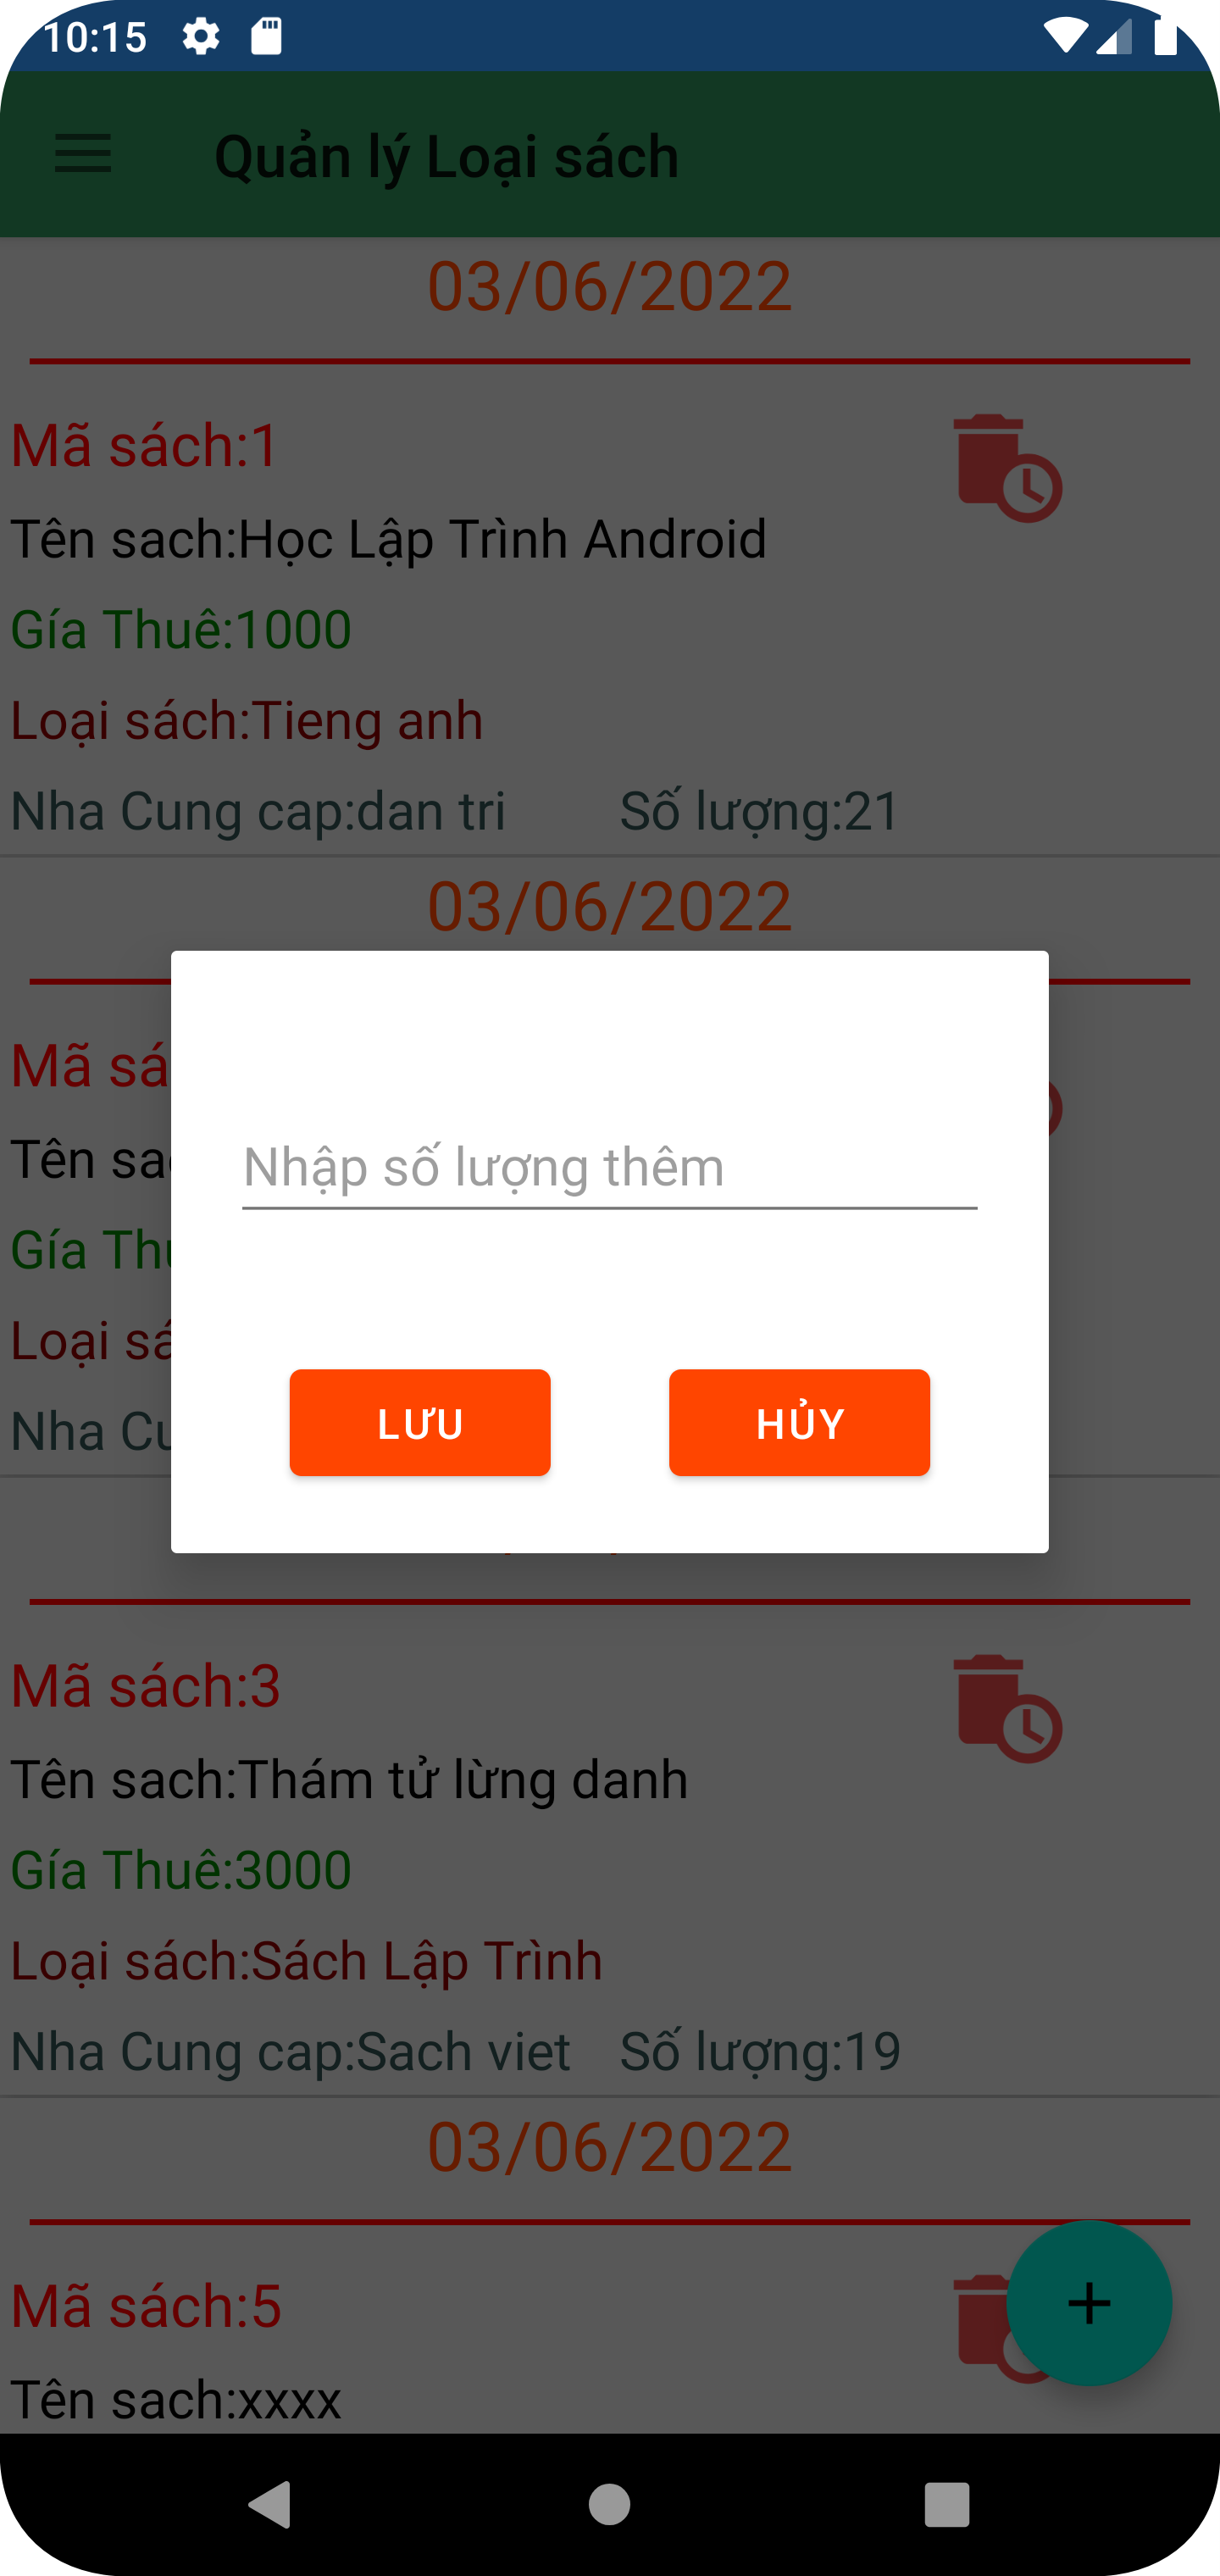 10:15
Quản lý Loại sách
03/06/2022
Mã sách:1
Tên sach:Học Lập Trình Android
Gía Thuê:1000
Loại sách:Tieng anh
Nha Cung cap:dan tri Số lượng:21
03/06/2022
Mã sá
Tên sa
Nhập số lượng thêm
Gía Thu
Loại sá
LƯU HỦY
Nha Cu
Mã sách:3
Tên sach:Thám tử lừng danh
Gía Thuê:3000
Loại sách:Sách Lập Trình
Nha Cung cap:Sach viet Số lượng:19
03/06/2022
Mã sách:5
Tên sach:xxxx